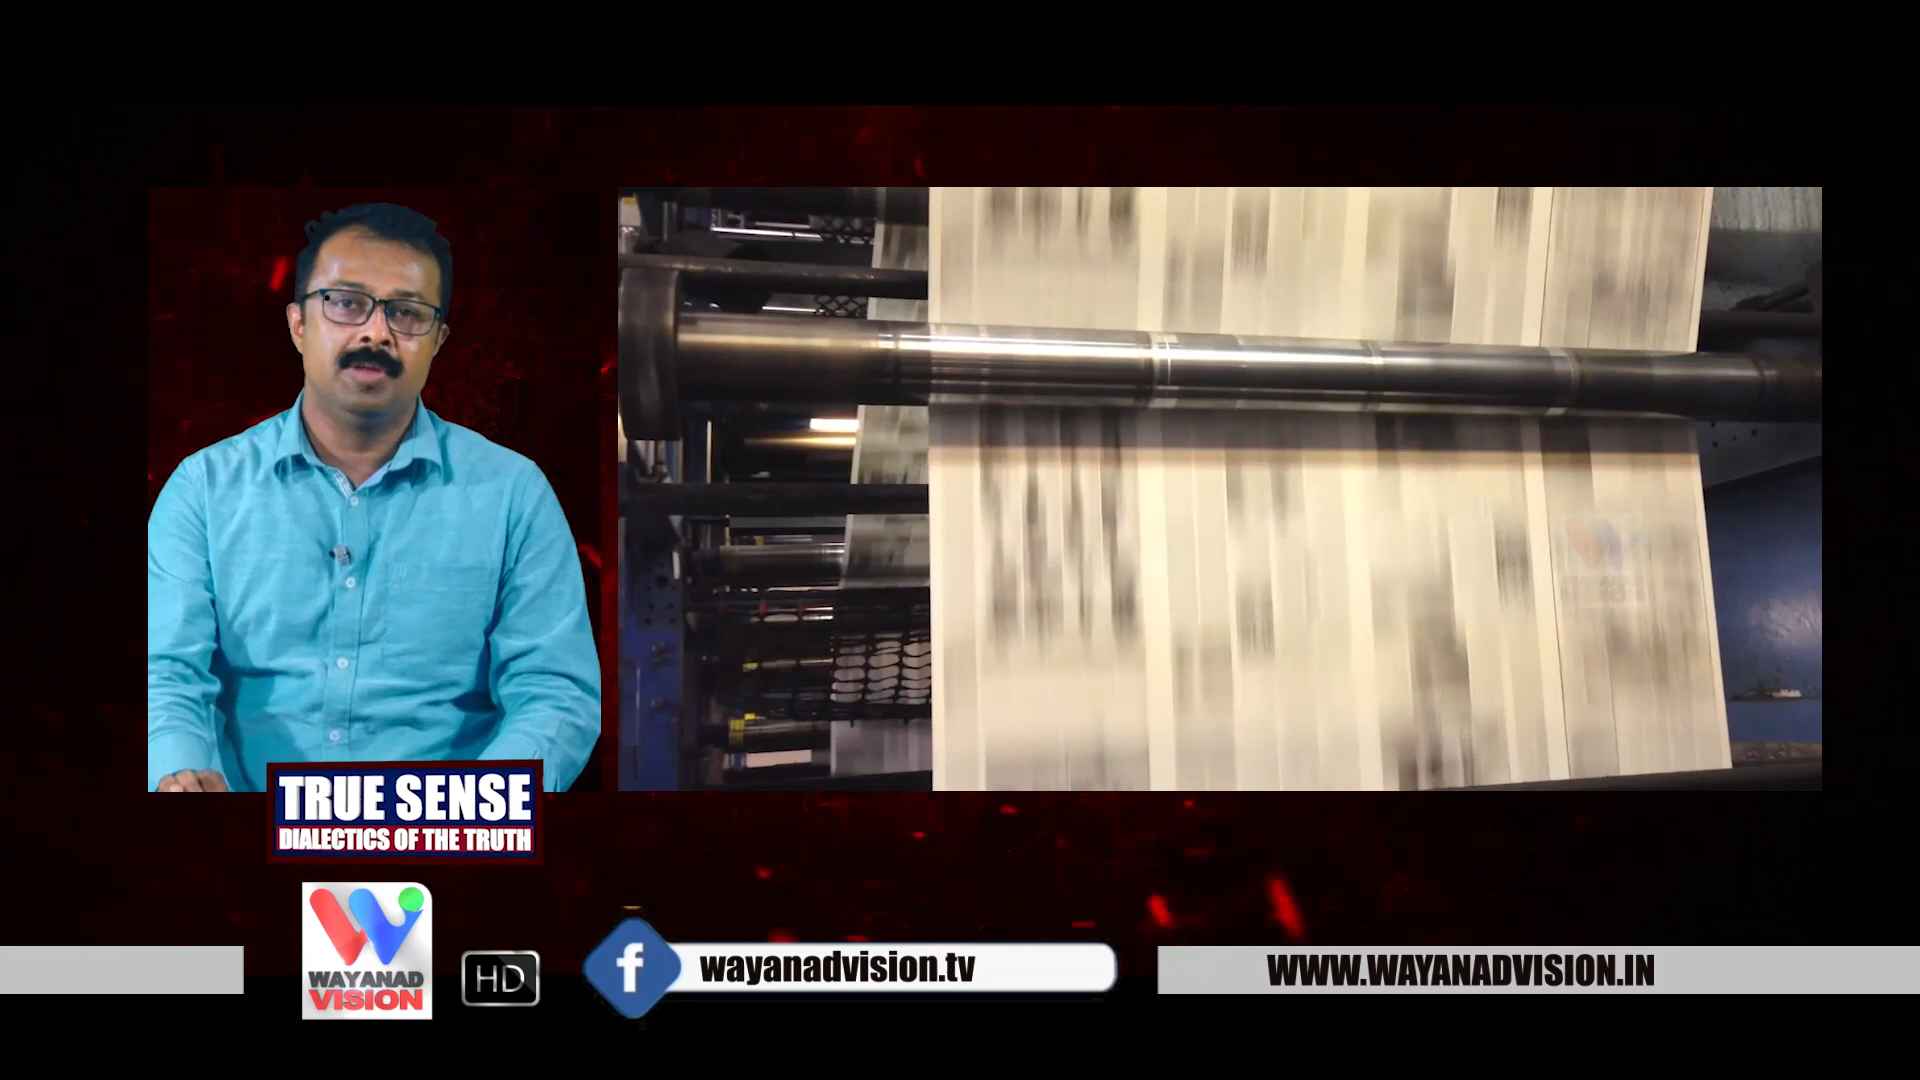 TRUE SENSE
DIALECTICS OF THE TRUTH
WAYANAD
VISION
HD
f
wayanadvision.tv
WWW.WAYANADVISION.IN